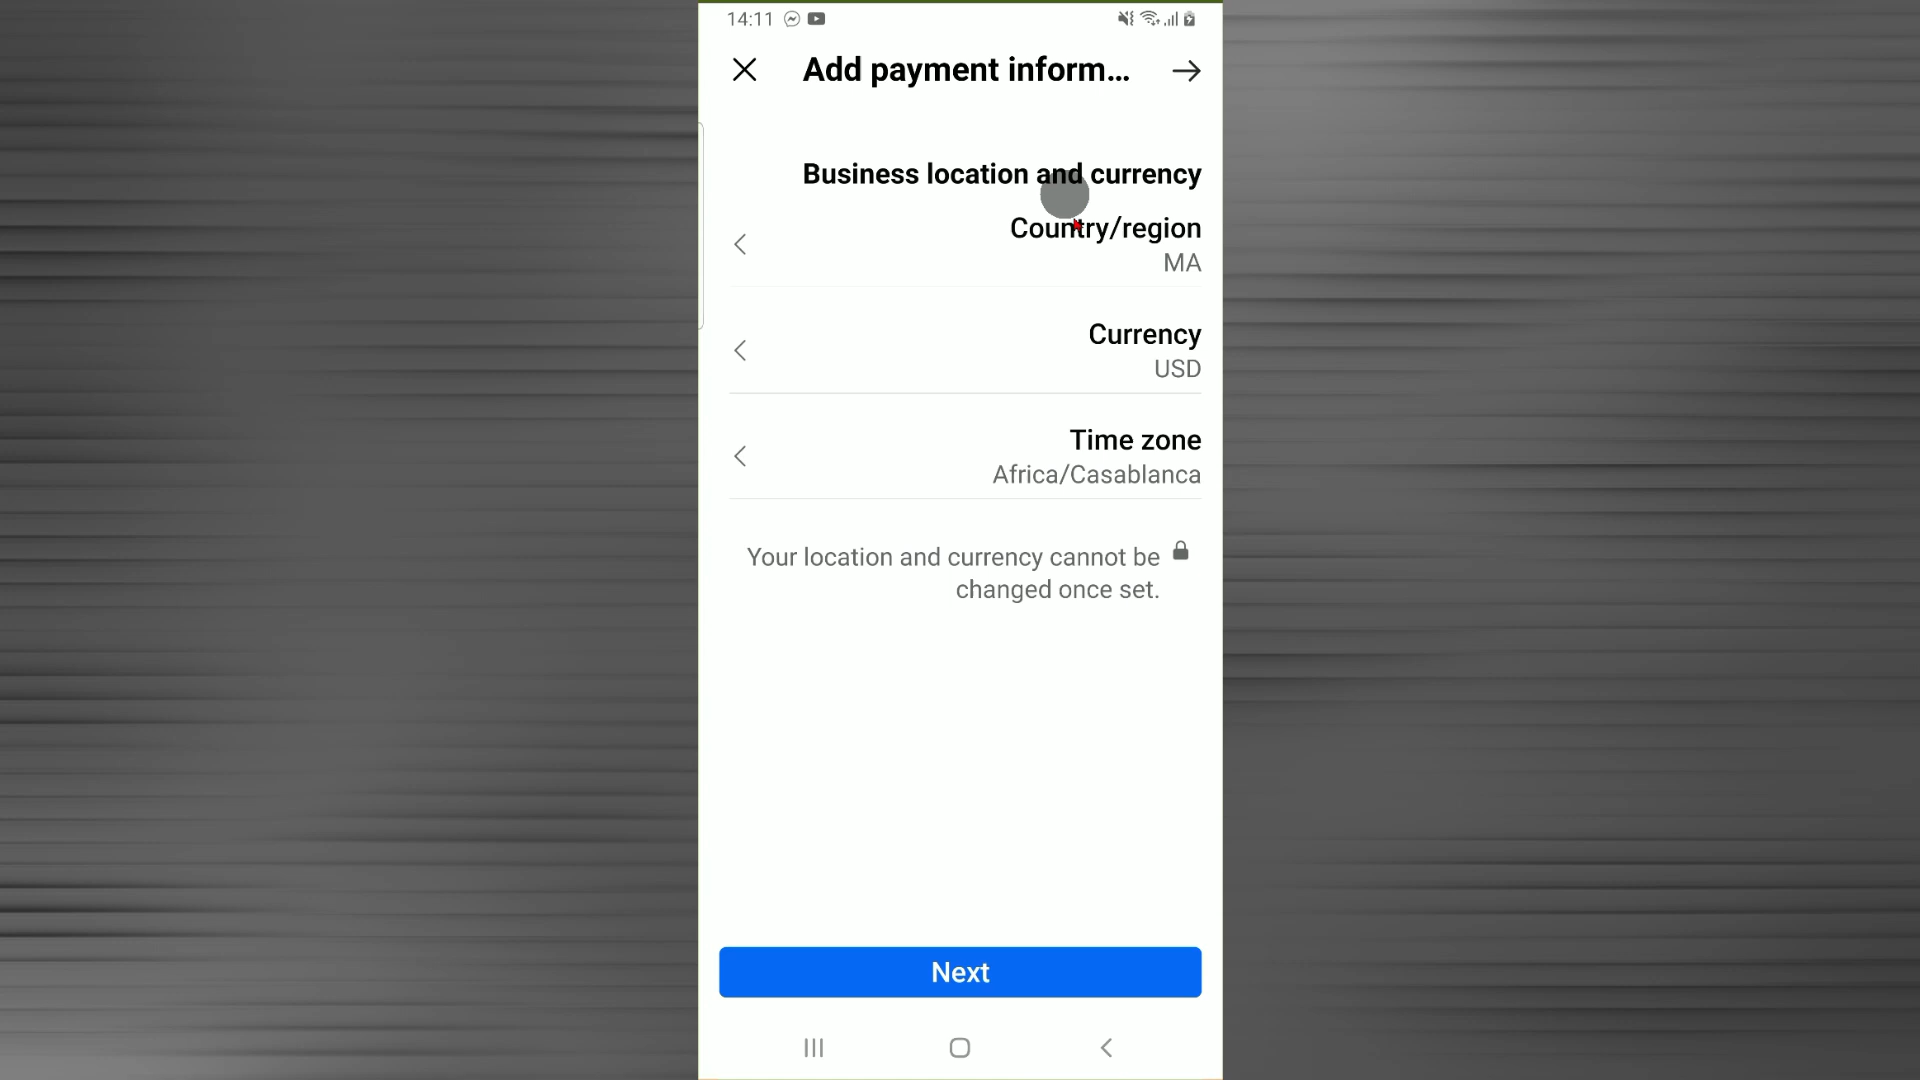 14:11
Add payment inform...
Business location and currency
Country/region
MA
Currency
USD
Time zone
Africa/Casablanca
Your location and currency cannot be
changed once set.
Next